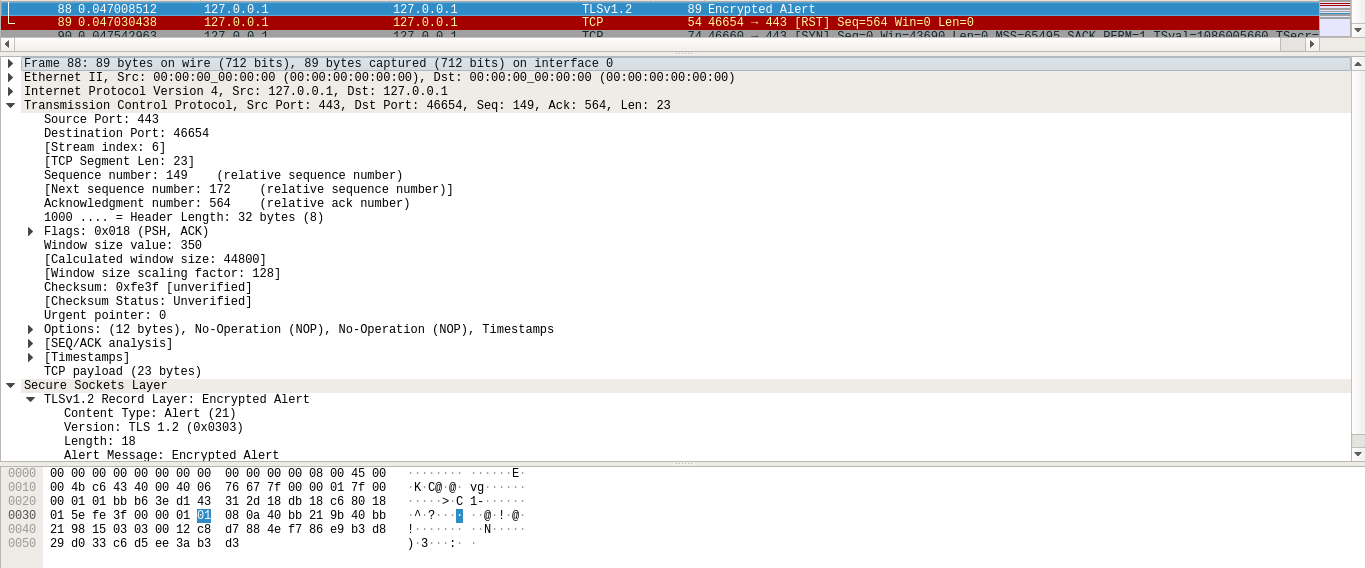 88 0.047008512 127.0.0.1 127.0.0.1 TLSv1.2 89 Encrypted Alert
89 0.047030438 127.0.0.1 127.0.0.1 TCP 54 46654 → 443 [RST] Seq=564 Win=0 Len=0
90 0.047542963 127.0.0.1 127.0.0.1 TCP 74 46660 → 443 [SYN] Seq=0 Win=43690 Len=0 MSS=65495 SACK_PERM=1 TSval=1086005660 TSecr=
Frame 88: 89 bytes on wire (712 bits), 89 bytes captured (712 bits) on interface 0
Ethernet II, Src: 00:00:00_00:00:00 (00:00:00:00:00:00), Dst: 00:00:00_00:00:00 (00:00:00:00:00:00)
Internet Protocol Version 4, Src: 127.0.0.1, Dst: 127.0.0.1
Transmission Control Protocol, Src Port: 443, Dst Port: 46654, Seq: 149, Ack: 564, Len: 23
Source Port: 443
Destination Port: 46654
[Stream index: 6]
[TCP Segment Len: 23]
Sequence number: 149    (relative sequence number)
[Next sequence number: 172    (relative sequence number)]
Acknowledgment number: 564    (relative ack number)
1000 .... = Header Length: 32 bytes (8)
Flags: 0x018 (PSH, ACK)
Window size value: 350
[Calculated window size: 44800]
[Window size scaling factor: 128]
Checksum: 0xfe3f [unverified]
[Checksum Status: Unverified]
Urgent pointer: 0
Options: (12 bytes), No-Operation (NOP), No-Operation (NOP), Timestamps
[SEQ/ACK analysis]
[Timestamps]
TCP payload (23 bytes)
Secure Sockets Layer
TLSv1.2 Record Layer: Encrypted Alert
Content Type: Alert (21)
Version: TLS 1.2 (0x0303)
Length: 18
Alert Message: Encrypted Alert
0000 00 00 00 00 00 00 00 00 00 00 00 00 08 00 45 00 ········ ······E·
0010 00 4b c6 43 40 00 40 06 76 67 7f 00 00 01 7f 00 ·K·C@·@· vg······
0020 00 01 01 bb b6 3e d1 43 31 2d 18 db 18 c6 80 18 ·····>·C 1-······
0030 01 5e fe 3f 00 00 01 01 08 0a 40 bb 21 9b 40 bb ·^·?···· ··@·!·@·
0040 21 98 15 03 03 00 12 c8 d7 88 4e f7 86 e9 b3 d8 !······· ··N·····
0050 29 d0 33 c6 d5 ee 3a b3 d3 )·3···:· ·